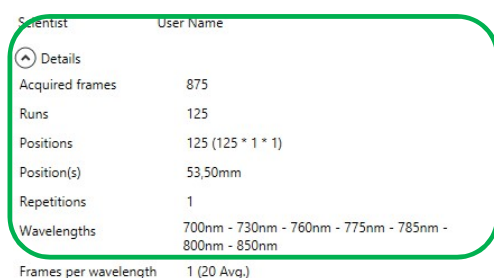 Scientist User Name
Details
Acquired frames 875
Runs 125
Positions 125 (125 * 1 * 1)
Position(s) 53,50mm
Repetitions 1
Wavelengths 700nm - 730nm - 760nm - 775nm - 785nm -
800nm - 850nm
Frames per wavelength 1 (20 Avg.)